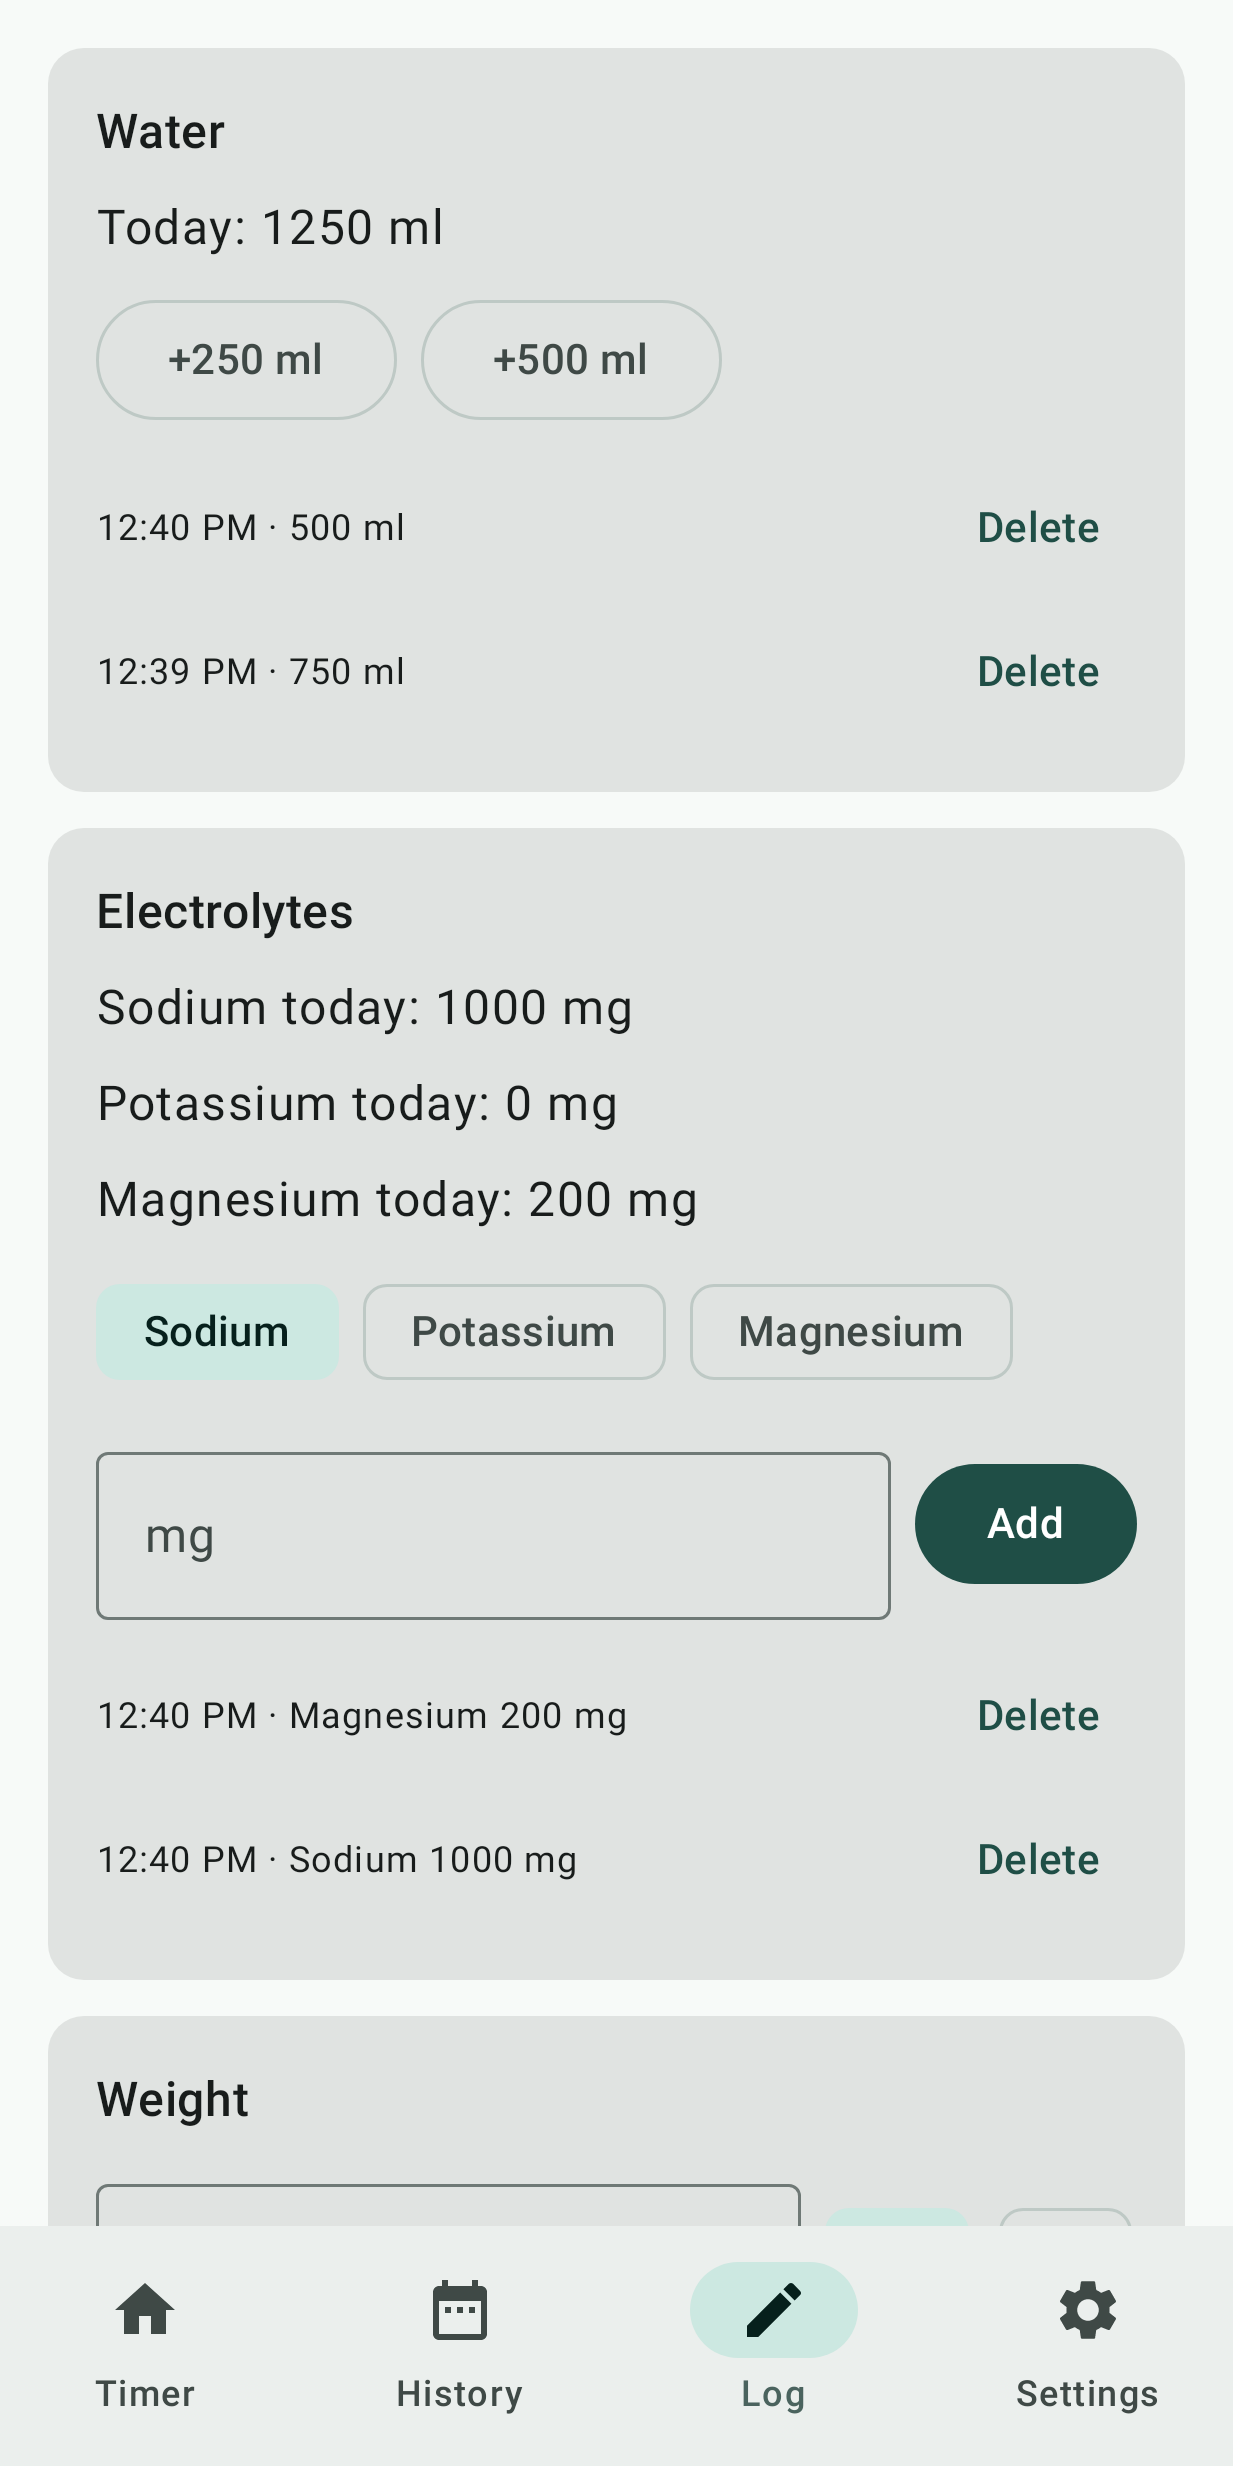 Water
Today: 1250 ml
+250 ml +500 ml
12:40 PM · 500 ml Delete
12:39 PM · 750 ml Delete
Electrolytes
Sodium today: 1000 mg
Potassium today: 0 mg
Magnesium today: 200 mg
Sodium Potassium Magnesium
mg Add
12:40 PM · Magnesium 200 mg Delete
12:40 PM · Sodium 1000 mg Delete
Weight
Timer History Log Settings